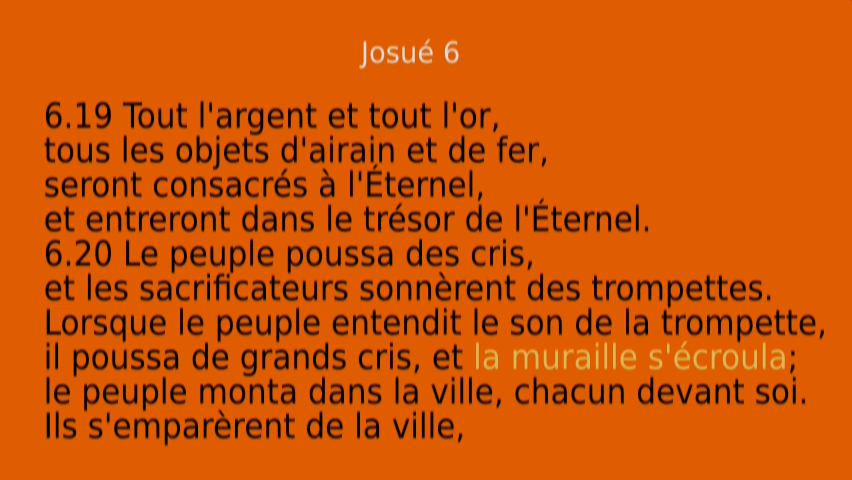 Josué 6
6.19 Tout l'argent et tout l'or,
tous les objets d'airain et de fer,
seront consacrés à l'Éternel,
et entreront dans le trésor de l'Éternel.
6.20 Le peuple poussa des cris,
et les sacrificateurs sonnèrent des trompettes.
Lorsque le peuple entendit le son de la trompette,
il poussa de grands cris, et la muraille s'écroula;
le peuple monta dans la ville, chacun devant soi.
Ils s'emparèrent de la ville,